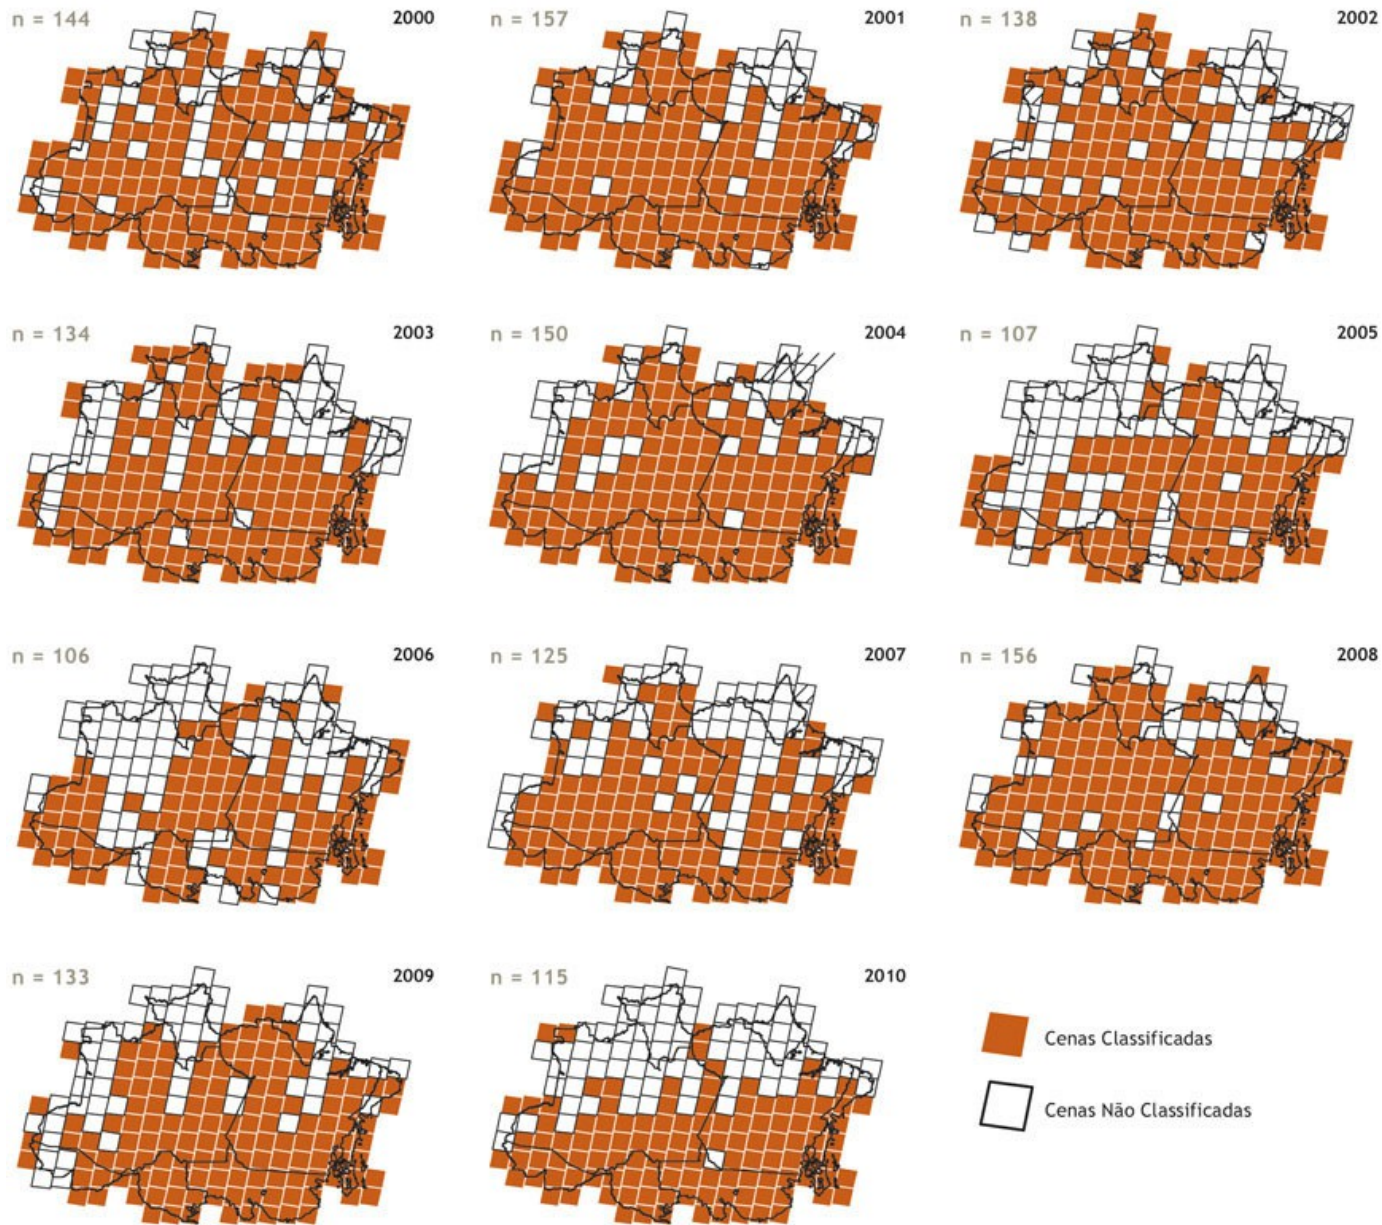 n = 144 2000
n = 157 2001
n = 138 2002
n = 134 2003
n = 150 2004
n = 107 2005
n = 106 2006
n = 125 2007
n = 156 2008
n = 133 2009
n = 115 2010
Cenas Classificadas
Cenas Não Classificadas